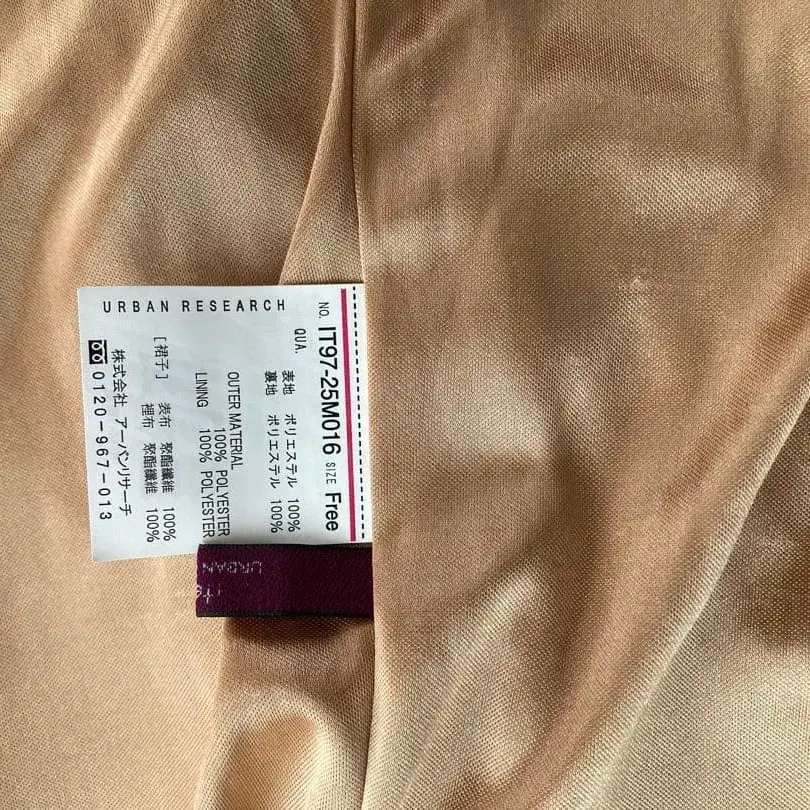 URBAN RESEARCH
NO. IT97-25M016 SIZE Free
QUA.
表地 ポリエステル 100%
裏地 ポリエステル 100%
OUTER MATERIAL
100% POLYESTER
LINING
100% POLYESTER
[裙子]
表布 聚酯纖維 100%
裡布 聚酯纖維 100%
株式会社 アーバンリサーチ
0120-967-013
URBAN